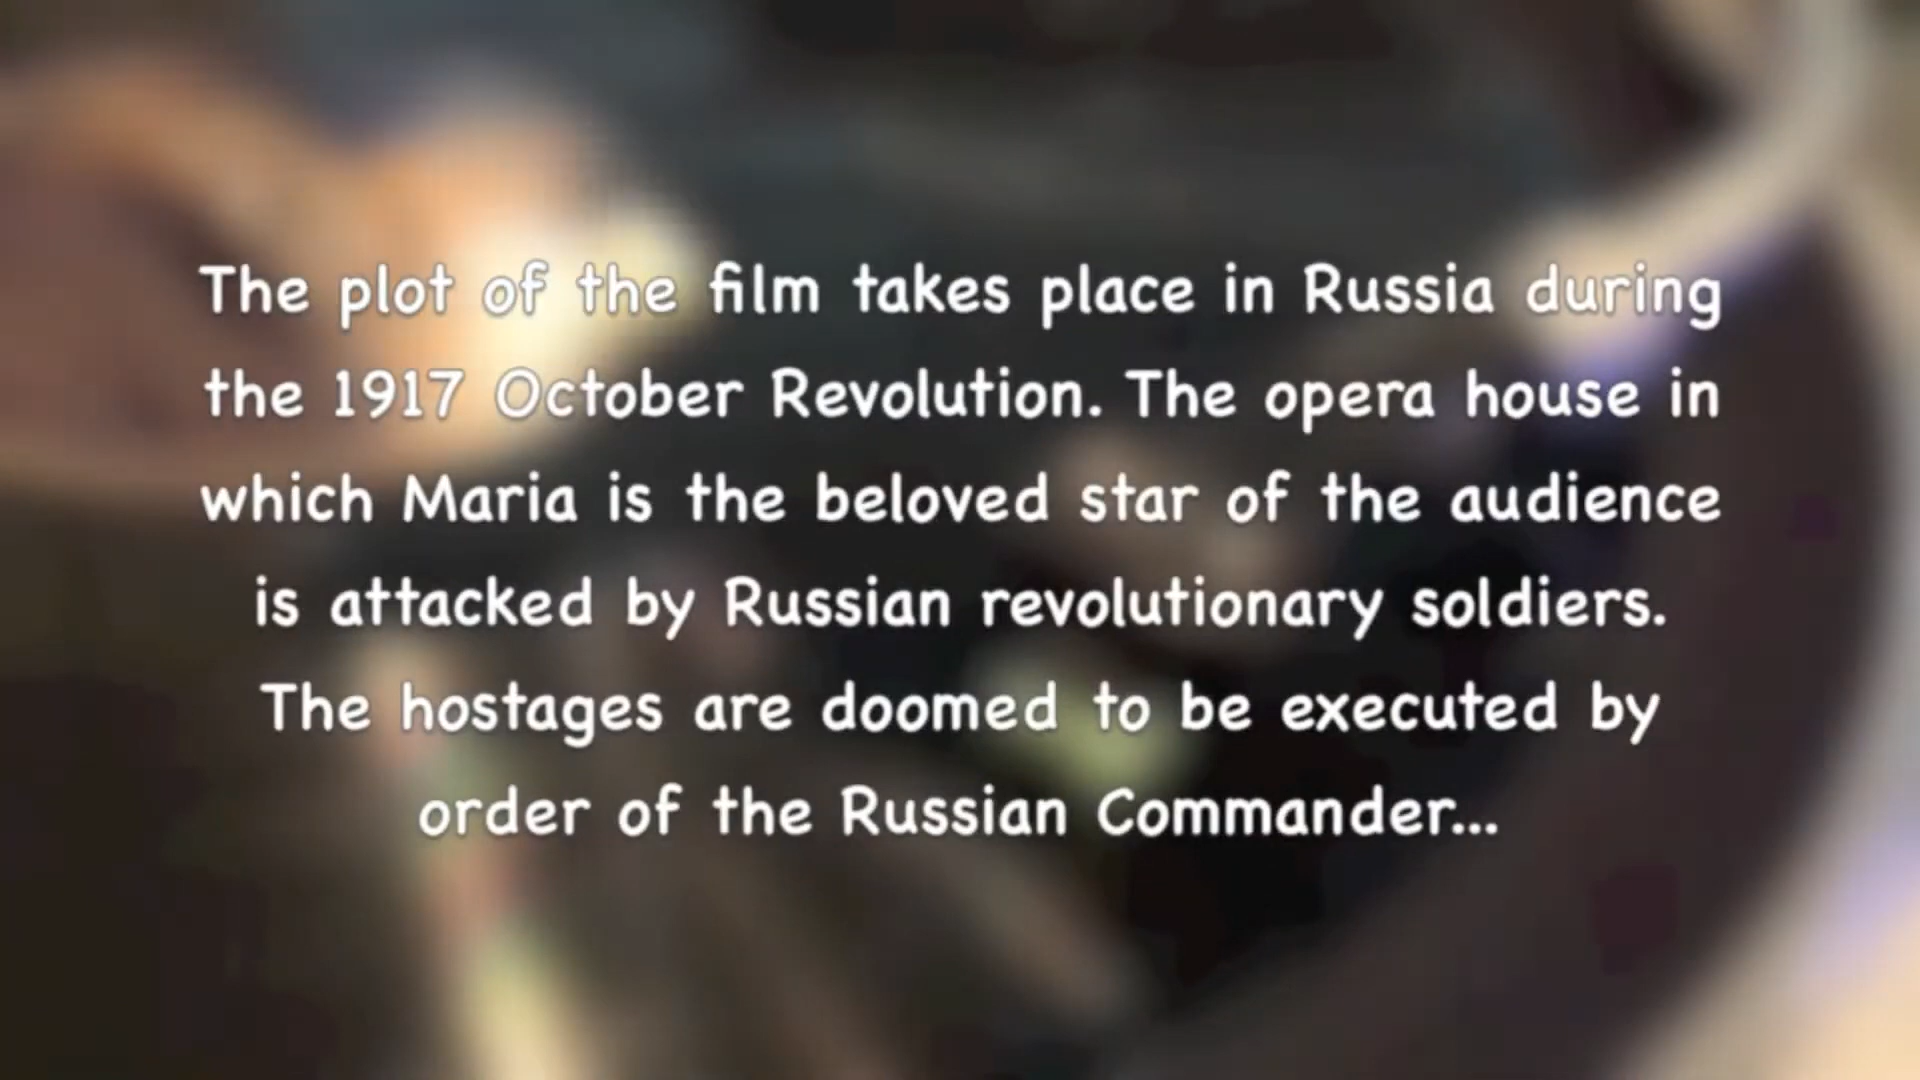 The plot of the film takes place in Russia during
the 1917 October Revolution. The opera house in
which Maria is the beloved star of the audience
is attacked by Russian revolutionary soldiers.
The hostages are doomed to be executed by
order of the Russian Commander...